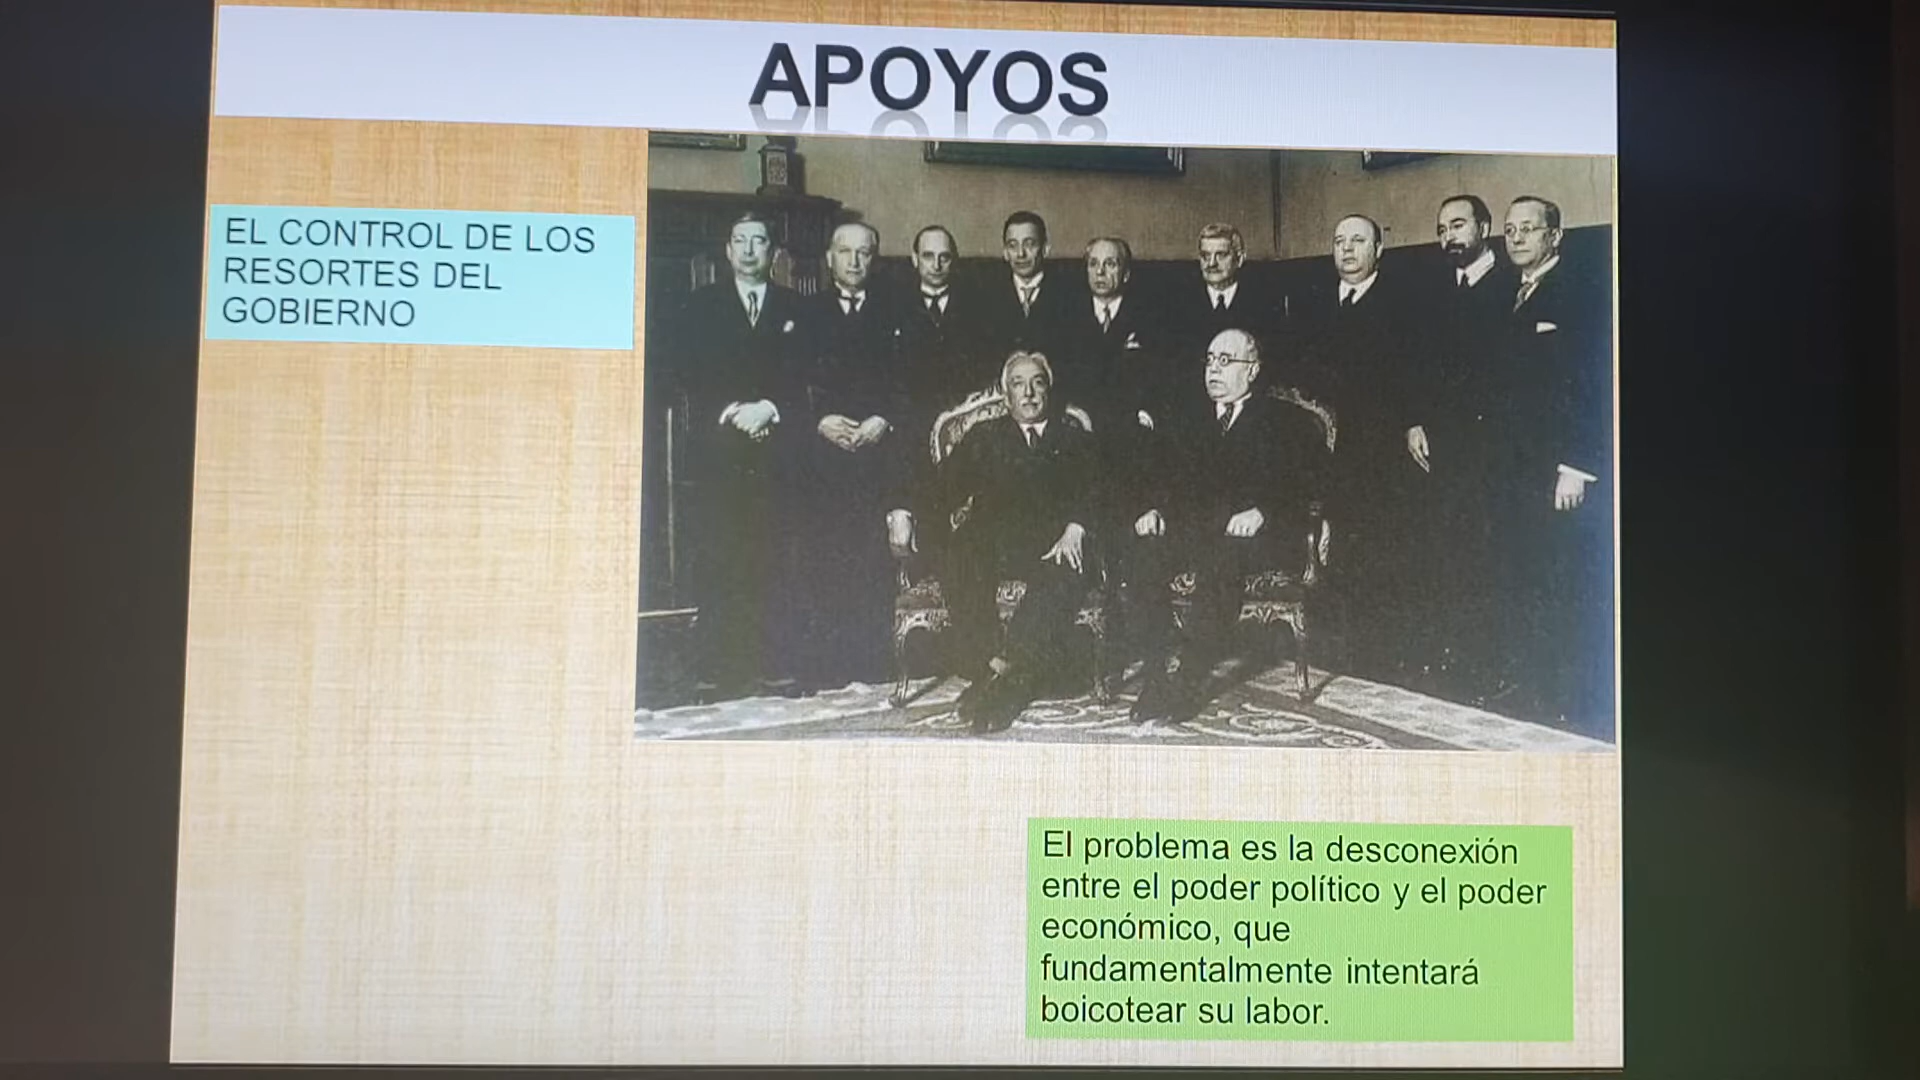 APOYOS
EL CONTROL DE LOS
RESORTES DEL
GOBIERNO
El problema es la desconexión
entre el poder político y el poder
económico, que
fundamentalmente intentará
boicotear su labor.